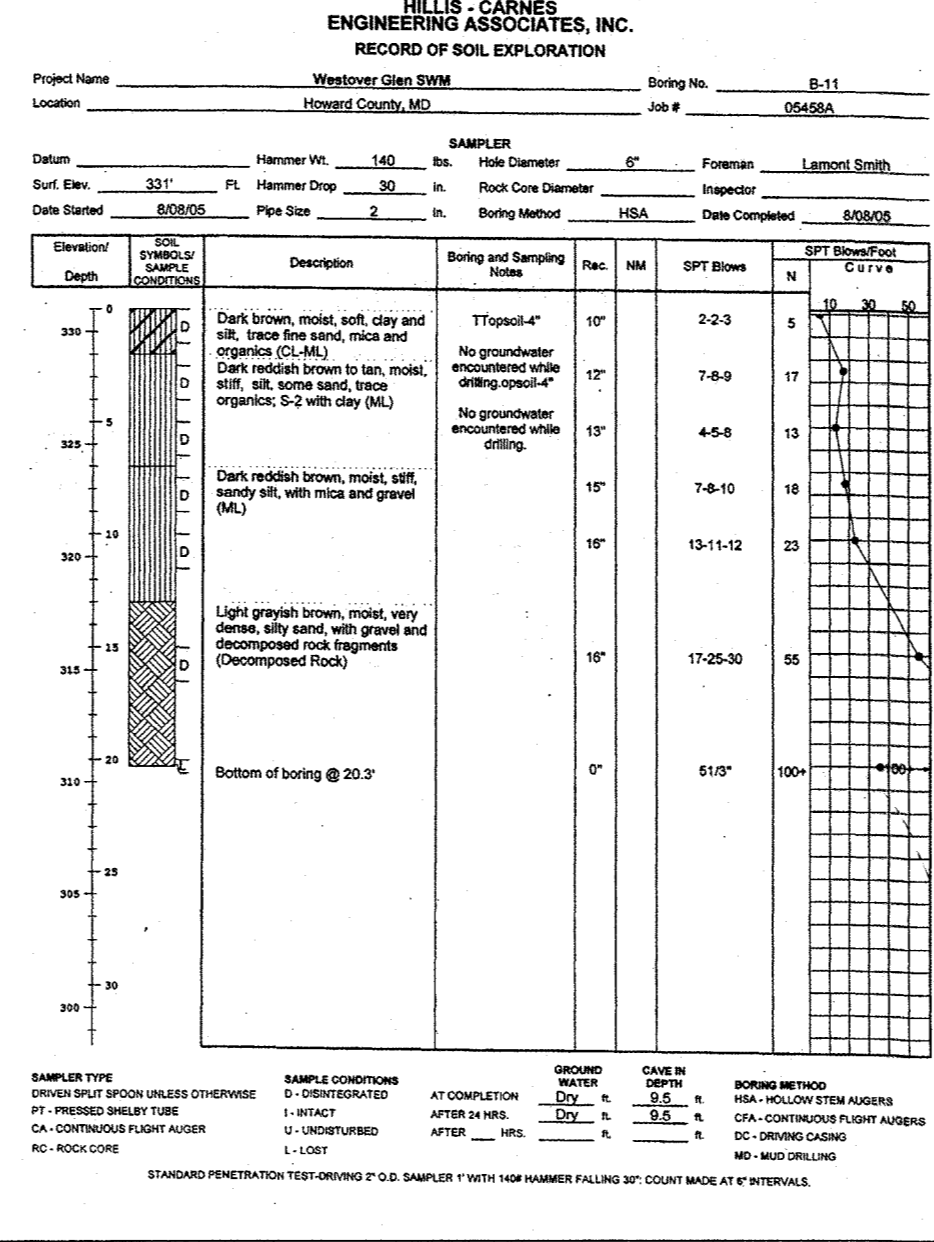 HILLIS - CARNES
ENGINEERING ASSOCIATES, INC.
RECORD OF SOIL EXPLORATION
Project Name Westover Glen SWM Boring No. B-11
Location Howard County, MD Job # 05458A
SAMPLER
Datum Hammer Wt. 140 lbs. Hole Diameter 6" Foreman Lamont Smith
Surf. Elev. 331' Ft. Hammer Drop 30 in. Rock Core Diameter Inspector
Date Started 8/08/05 Pipe Size 2 in. Boring Method HSA Date Completed 8/08/05
Elevation/
Depth
SOIL
SYMBOLS/
SAMPLE
CONDITIONS
Description
Boring and Sampling
Notes
Rec.
NM
SPT Blows
SPT Blows/Foot
N
Curve
10 30 50
0
330
5
325
10
320
15
315
20
310
25
305
30
300
D
D
D
D
D
D
L
Dark brown, moist, soft, clay and
silt, trace fine sand, mica and
organics (CL-ML)
Dark reddish brown to tan, moist,
stiff, silt, some sand, trace
organics; S-2 with clay (ML)
Dark reddish brown, moist, stiff,
sandy silt, with mica and gravel
(ML)
Light grayish brown, moist, very
dense, silty sand, with gravel and
decomposed rock fragments
(Decomposed Rock)
Bottom of boring @ 20.3'
TTopsoil-4"
No groundwater
encountered while
drilling.opsoil-4"
No groundwater
encountered while
drilling.
10" 2-2-3 5
12" 7-8-9 17
13" 4-5-8 13
15" 7-8-10 18
16" 13-11-12 23
16" 17-25-30 55
0" 51/3" 100+ 100
SAMPLER TYPE
DRIVEN SPLIT SPOON UNLESS OTHERWISE
PT - PRESSED SHELBY TUBE
CA - CONTINUOUS FLIGHT AUGER
RC - ROCK CORE
SAMPLE CONDITIONS
D - DISINTEGRATED
I - INTACT
U - UNDISTURBED
L - LOST
GROUND
WATER
CAVE IN
DEPTH
AT COMPLETION Dry ft. 9.5 ft.
AFTER 24 HRS. Dry ft. 9.5 ft.
AFTER ___ HRS. ft. ft.
BORING METHOD
HSA - HOLLOW STEM AUGERS
CFA - CONTINUOUS FLIGHT AUGERS
DC - DRIVING CASING
MD - MUD DRILLING
STANDARD PENETRATION TEST-DRIVING 2" O.D. SAMPLER 1' WITH 140# HAMMER FALLING 30": COUNT MADE AT 6" INTERVALS.